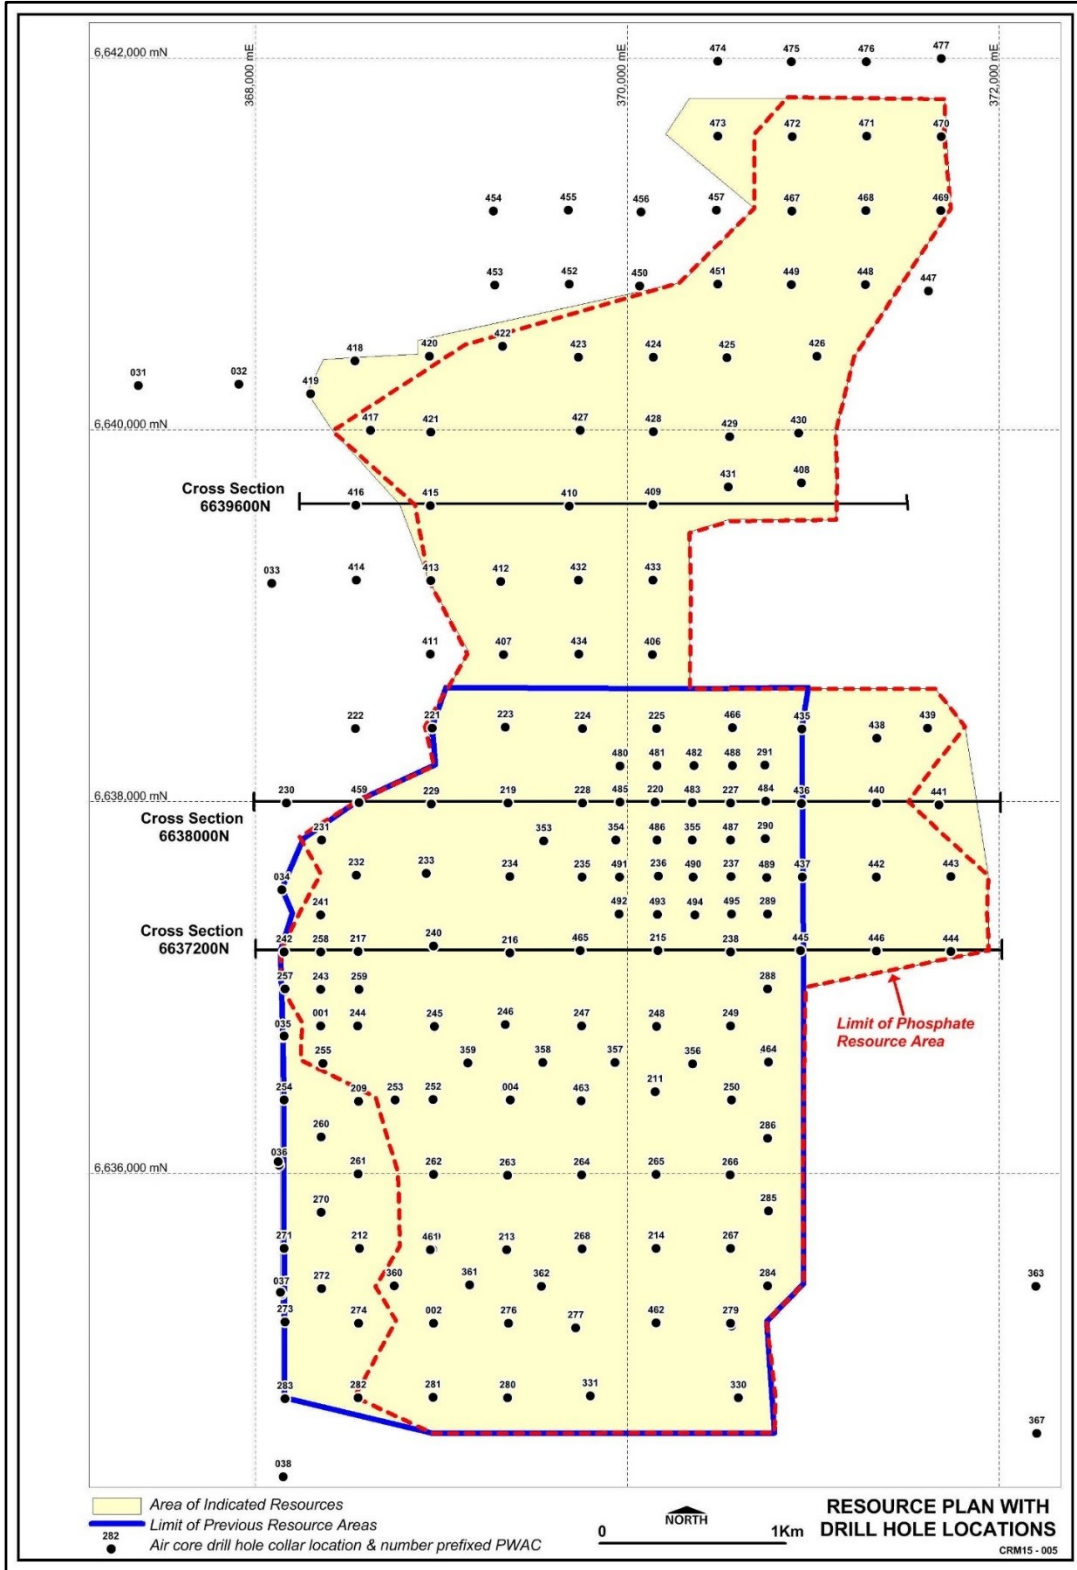 6,642,000 mN
368,000 mE
370,000 mE
372,000 mE
474 475 476 477
473 472 471 470
454 455 456 457 467 468 469
453 452 450 451 449 448 447
418 420 422 423 424 425 426
031 032 419
6,640,000 mN
417 421 427 428 429 430
431 408
Cross Section
6639600N
416 415 410 409
033 414 413 412 432 433
411 407 434 406
222 221 223 224 225 466 435 438 439
480 481 482 488 291
6,638,000 mN
230 459 229 219 228 485 220 483 227 484 436 440 441
Cross Section
6638000N
231 353 354 486 355 487 290
034 232 233 234 235 491 236 490 237 489 437 442 443
241 492 493 494 495 289
Cross Section
6637200N
242 258 217 240 216 465 215 238 445 446 444
257 243 259 288
Limit of Phosphate
Resource Area
035 001 244 245 246 247 248 249
255 359 358 357 356 464
254 209 253 252 004 463 211 250
260 286
6,636,000 mN
036 261 262 263 264 265 266
270 285
271 212 461 213 268 214 267
037 272 360 361 362 284 363
273 274 002 276 277 462 279
283 282 281 280 331 330
367
038
Area of Indicated Resources
Limit of Previous Resource Areas
282
Air core drill hole collar location & number prefixed PWAC
NORTH
0 1Km
RESOURCE PLAN WITH
DRILL HOLE LOCATIONS
CRM15 - 005